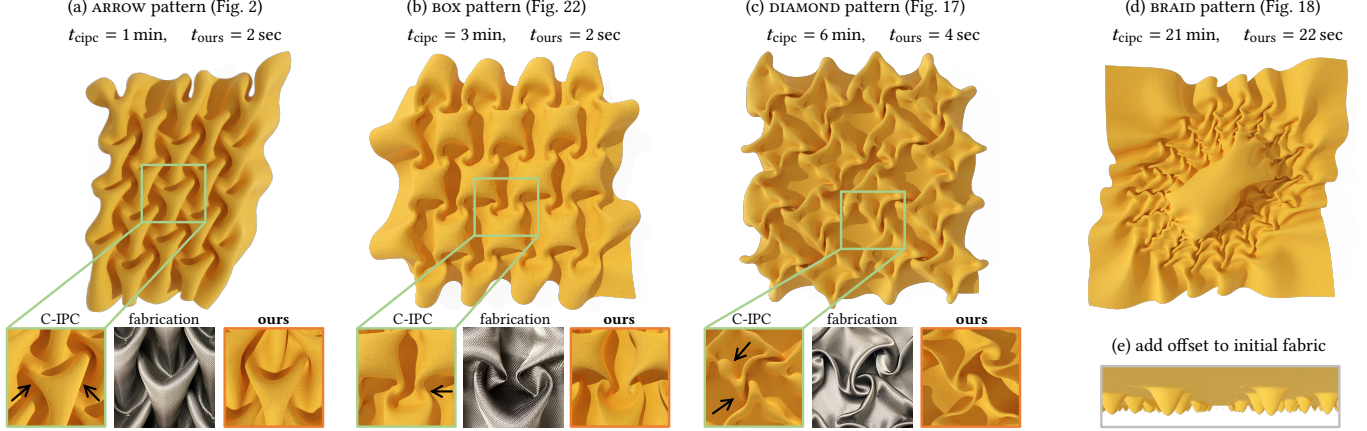 (a) ARROW pattern (Fig. 2)
t_cipc = 1 min, t_ours = 2 sec
(b) BOX pattern (Fig. 22)
t_cipc = 3 min, t_ours = 2 sec
(c) DIAMOND pattern (Fig. 17)
t_cipc = 6 min, t_ours = 4 sec
(d) BRAID pattern (Fig. 18)
t_cipc = 21 min, t_ours = 22 sec
C-IPC fabrication ours
C-IPC fabrication ours
C-IPC fabrication ours
(e) add offset to initial fabric